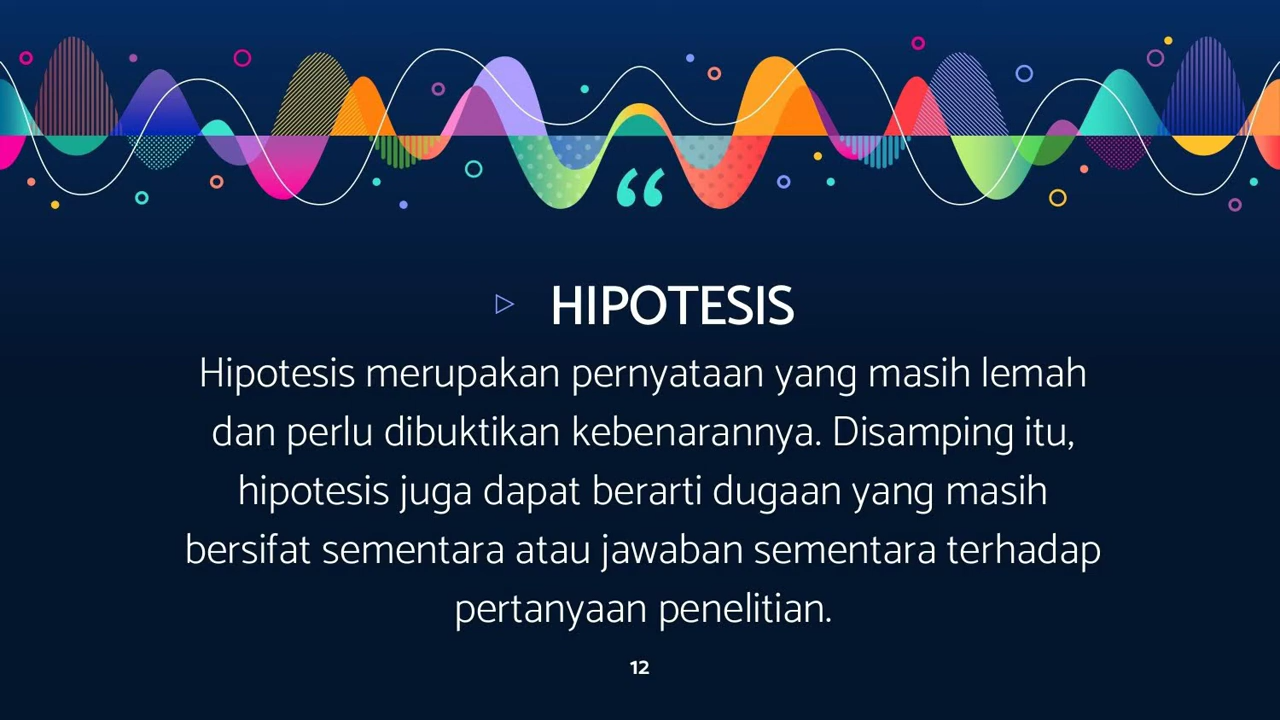 “
▷ HIPOTESIS
Hipotesis merupakan pernyataan yang masih lemah
dan perlu dibuktikan kebenarannya. Disamping itu,
hipotesis juga dapat berarti dugaan yang masih
bersifat sementara atau jawaban sementara terhadap
pertanyaan penelitian.
12